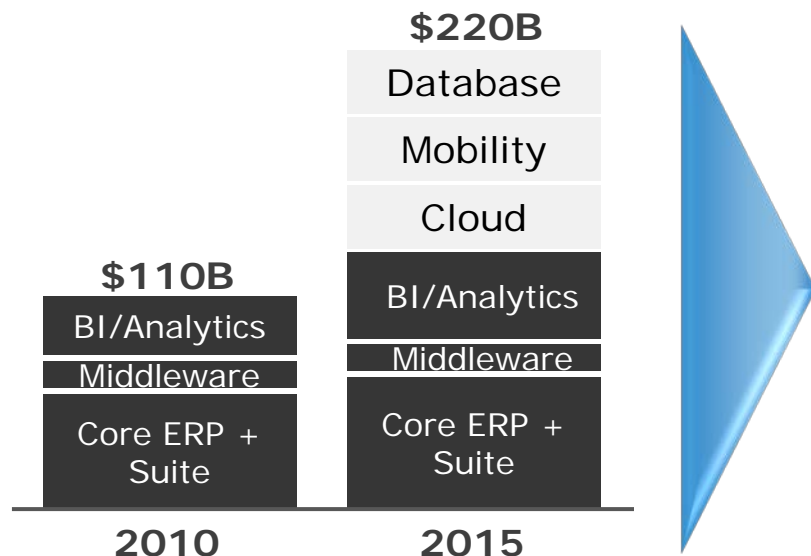 $220B
Database
Mobility
Cloud
BI/Analytics
Middleware
Core ERP +
Suite
$110B
BI/Analytics
Middleware
Core ERP +
Suite
2010
2015